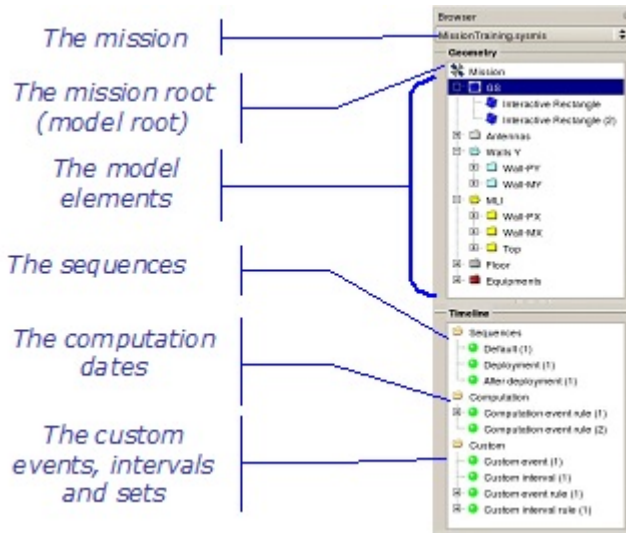 The mission
The mission root
(model root)
The model
elements
The sequences
The computation
dates
The custom
events, intervals
and sets
Browser
MissionTraining.sysmis
Geometry
Mission
GS
Interactive Rectangle
Interactive Rectangle (2)
Antennas
Walls Y
Wall-PY
Wall-MY
MLI
Wall-PX
Wall-MX
Top
Floor
Equipments
Timeline
Sequences
Default (1)
Deployment (1)
After deployment (1)
Computation
Computation event rule (1)
Computation event rule (2)
Custom
Custom event (1)
Custom interval (1)
Custom event rule (1)
Custom interval rule (1)